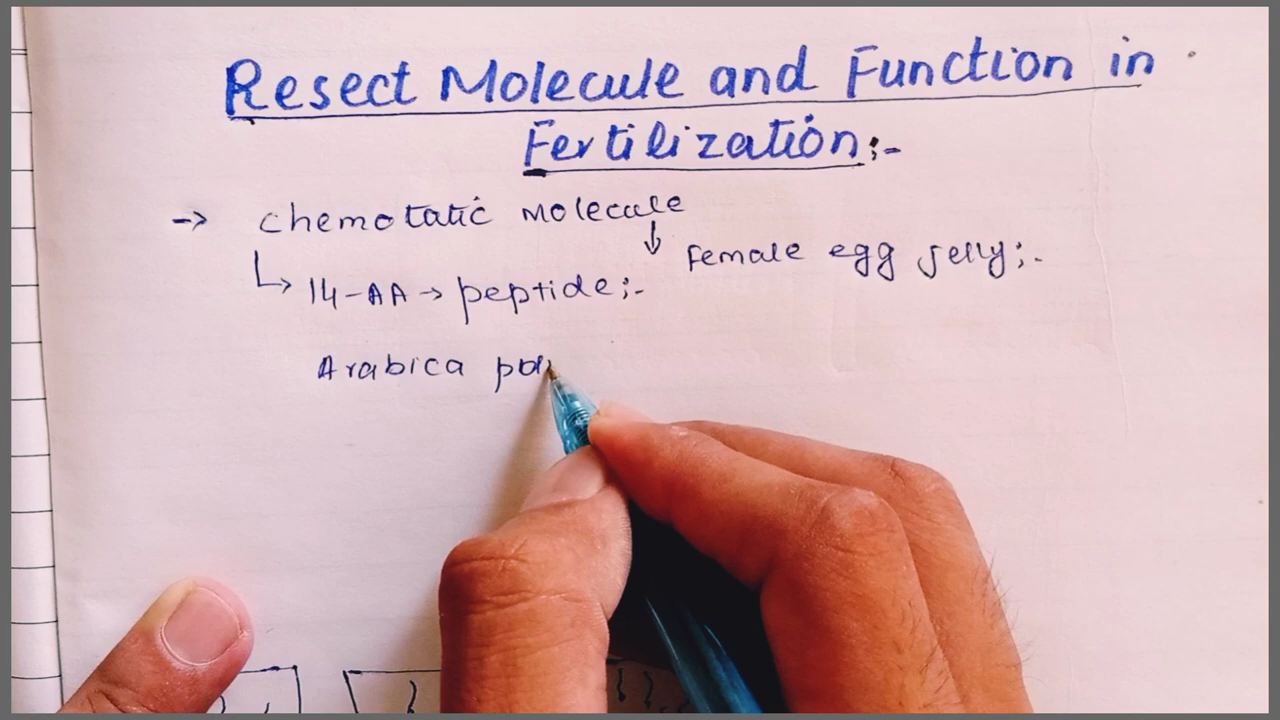 Resect Molecule and Function in
Fertilization:-
-> chemotatic molecule
↓ Female egg jelly;-
↳ 14-AA → peptide;-
Arabica